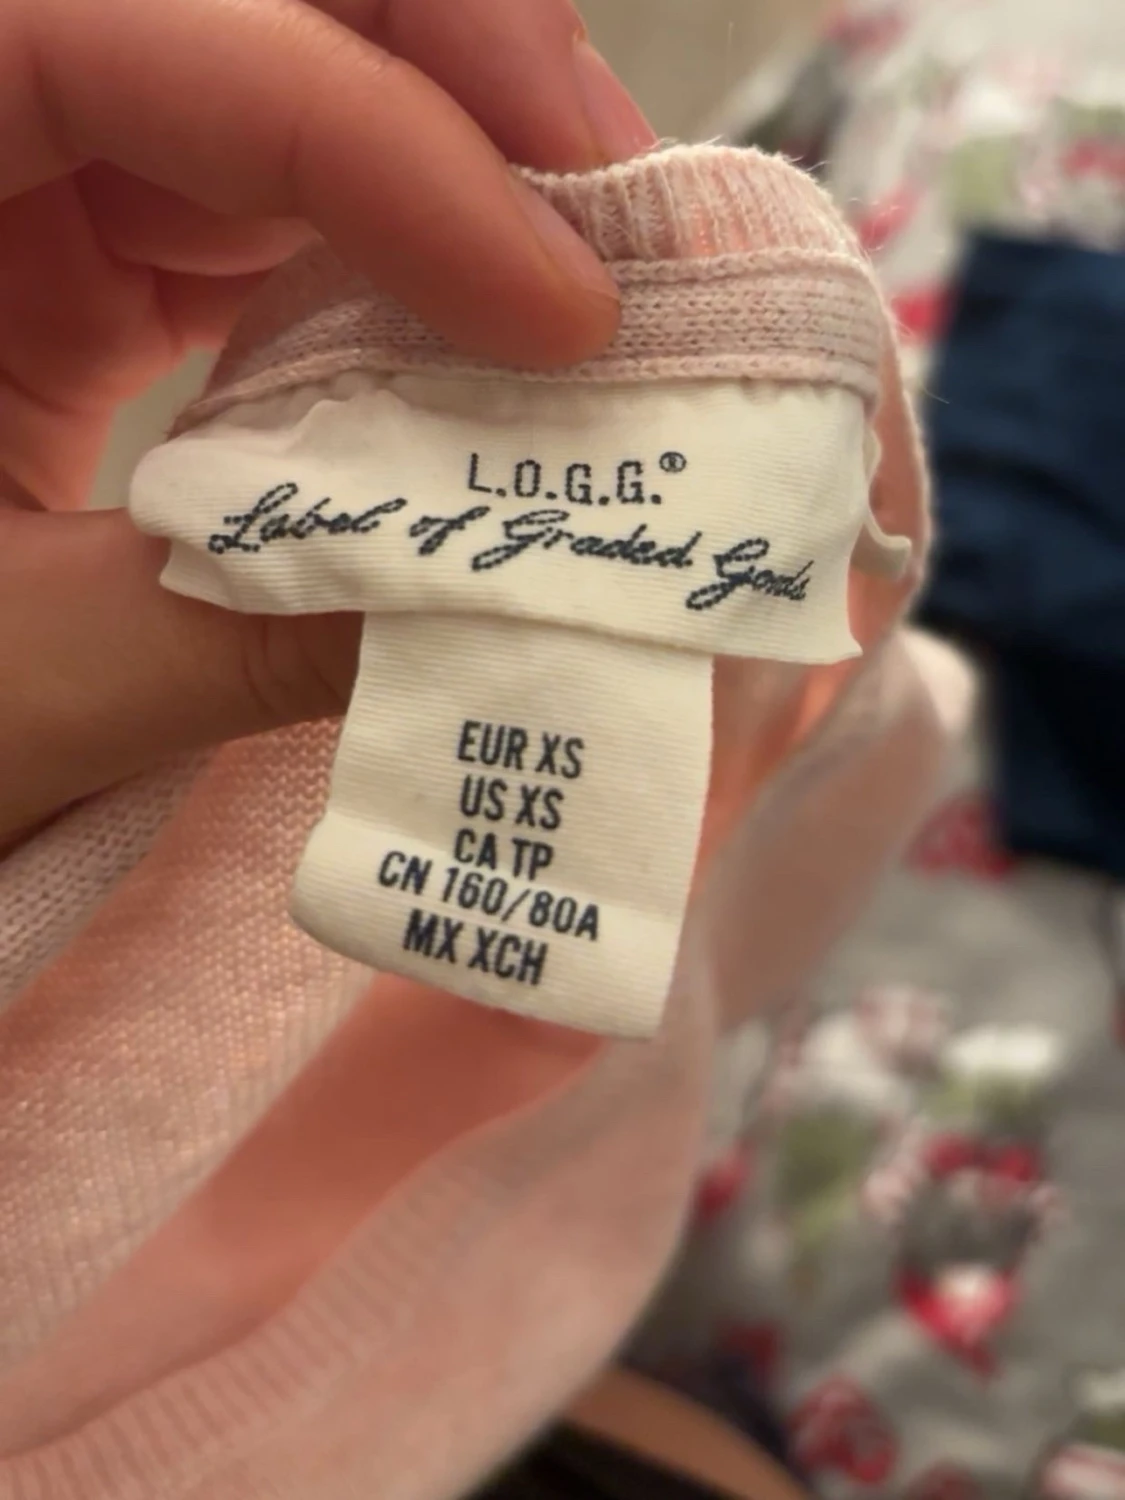 L.O.G.G.®
Label of Graded Goods
EUR XS
US XS
CA TP
CN 160/80A
MX XCH